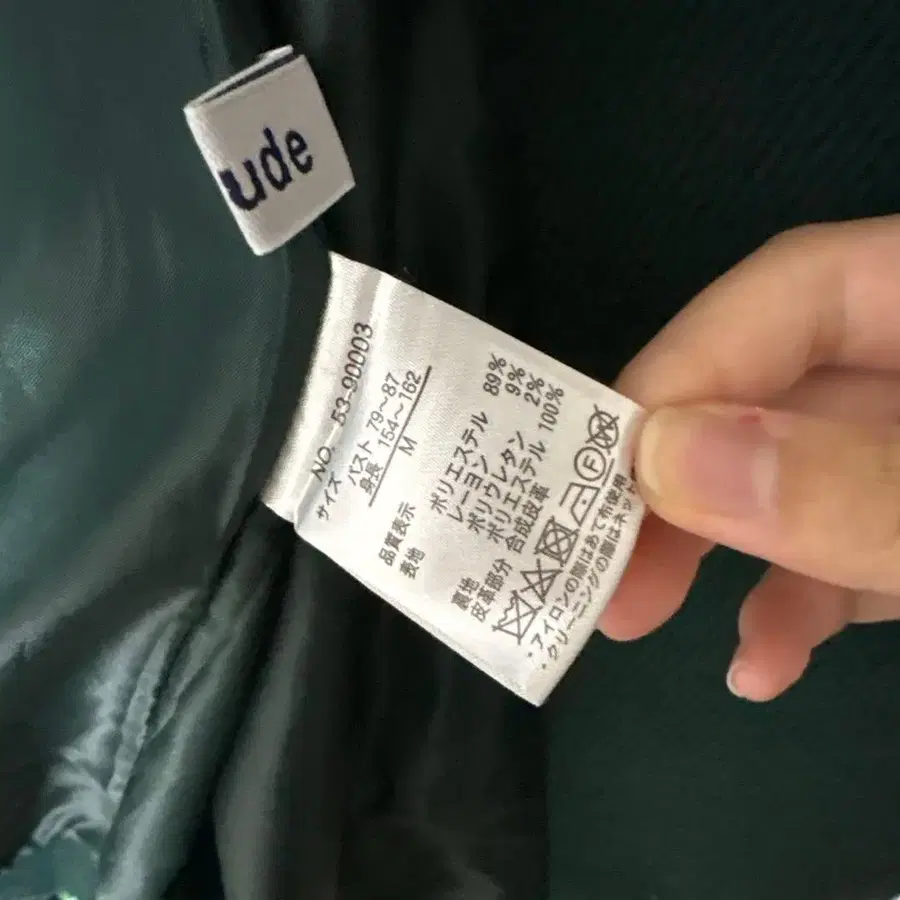 ude
NO. 53-90003
サイズ バスト 79～87
身長 154～162
M
品質表示
表地 ポリエステル 89%
レーヨン 9%
ポリウレタン 2%
裏地 ポリエステル 100%
皮革部分 合成皮革
・アイロンの際はあて布使用
・クリーニングの際はネット